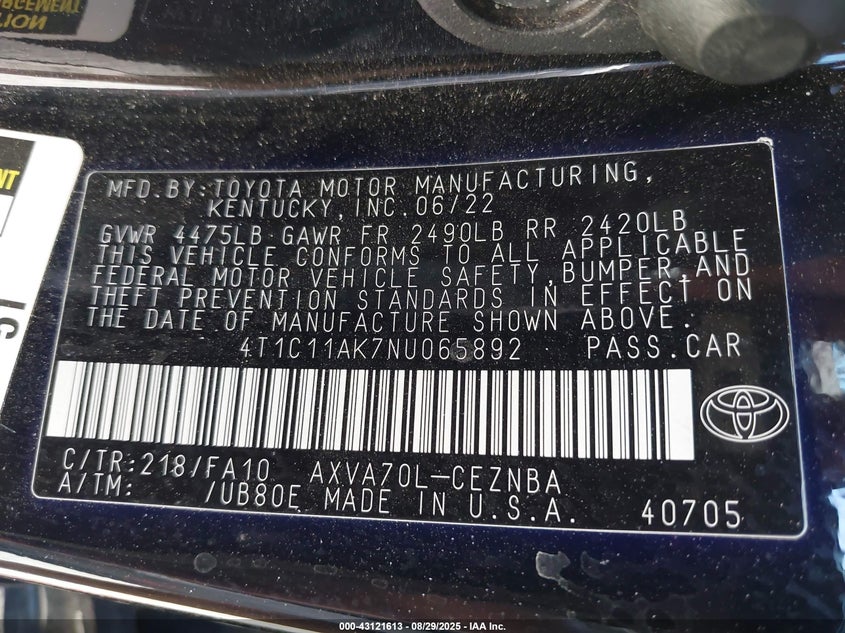 MFD.BY:TOYOTA MOTOR MANUFACTURING,
KENTUCKY,INC.06/22
GVWR 4475LB GAWR FR 2490LB RR 2420LB
THIS VEHICLE CONFORMS TO ALL APPLICABLE
FEDERAL MOTOR VEHICLE SAFETY,BUMPER,AND
THEFT PREVENTION STANDARDS IN EFFECT ON
THE DATE OF MANUFACTURE SHOWN ABOVE.
4T1C11AK7NU065892 PASS.CAR
C/TR:218/FA10 AXVA70L-CEZNBA
A/TM: /UB80E MADE IN U.S.A. 40705
000-43121613 - 08/29/2025 - IAA Inc.